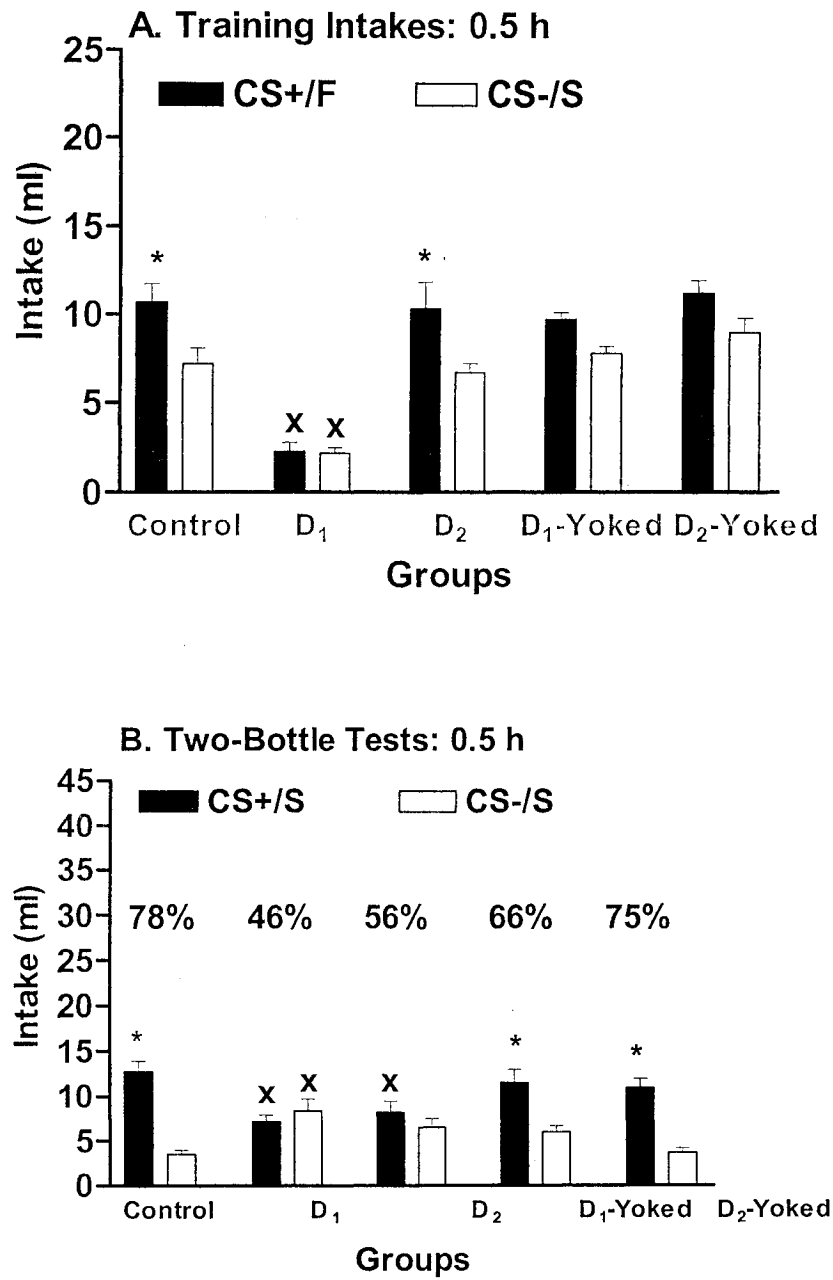 A. Training Intakes: 0.5 h
25
CS+/F CS-/S
20
15
10
5
0
Intake (ml)
* *
X X
Control D₁ D₂ D₁-Yoked D₂-Yoked
Groups
B. Two-Bottle Tests: 0.5 h
45
CS+/S CS-/S
40
35
30
25
20
15
10
5
0
Intake (ml)
78% 46% 56% 66% 75%
* X X X * *
Control D₁ D₂ D₁-Yoked D₂-Yoked
Groups